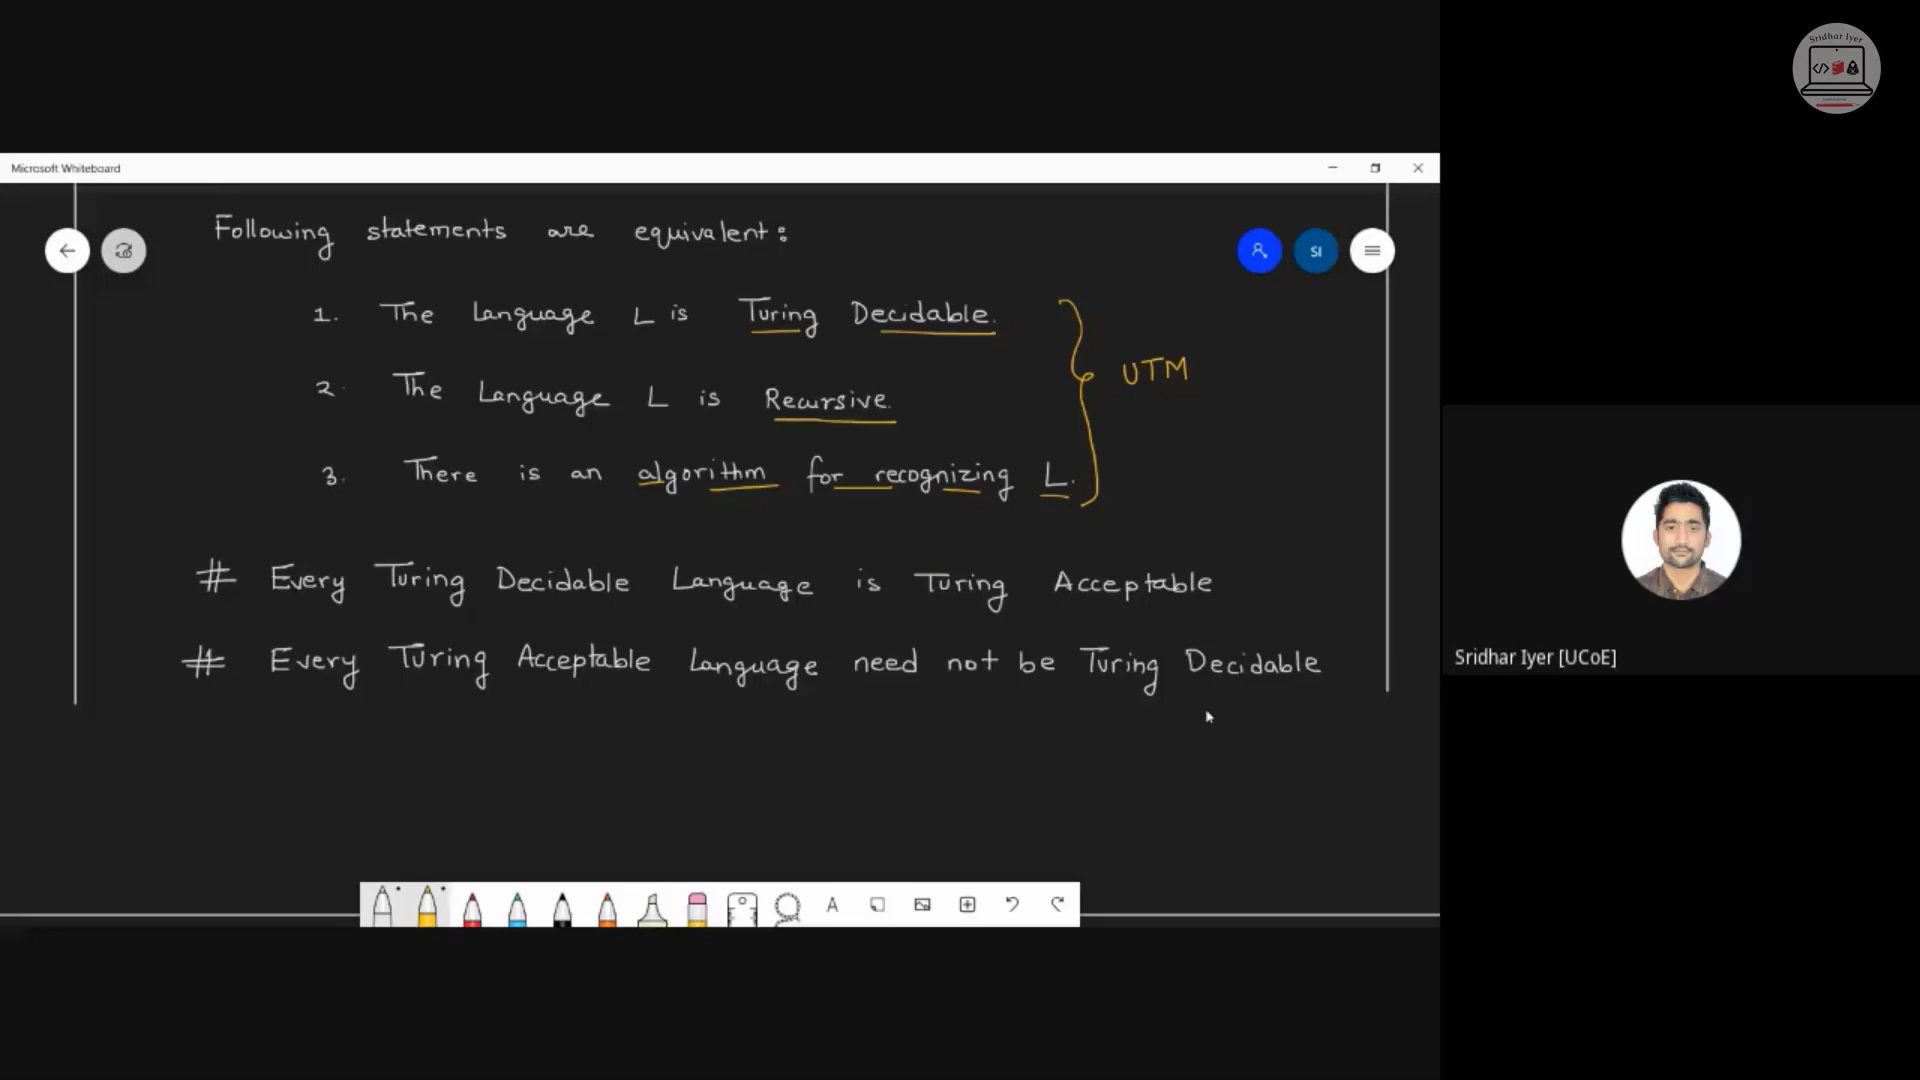 Sridhar Iyer
Microsoft Whiteboard
Following statements are equivalent:
SI
1. The Language L is Turing Decidable.
UTM
2. The Language L is Recursive.
3. There is an algorithm for recognizing L.
# Every Turing Decidable Language is Turing Acceptable
# Every Turing Acceptable Language need not be Turing Decidable
Sridhar Iyer [UCoE]
A